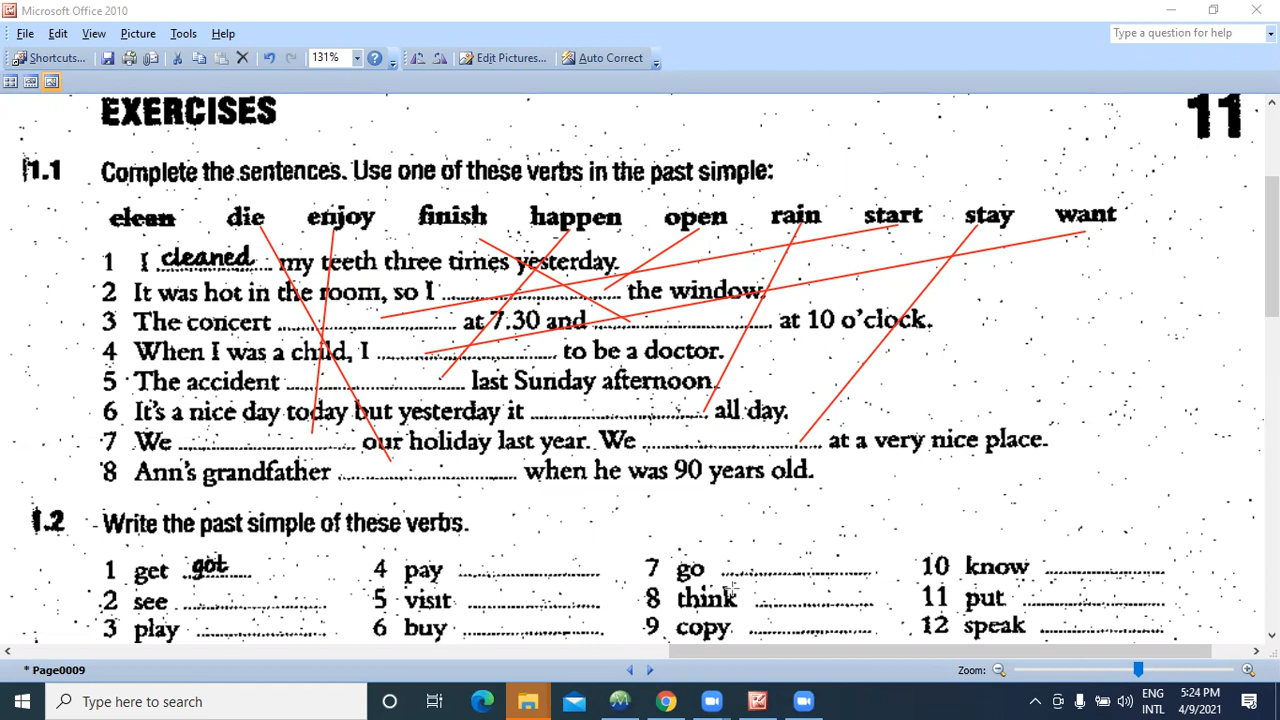 Microsoft Office 2010
File Edit View Picture Tools Help
Type a question for help
Shortcuts... 131% Edit Pictures... Auto Correct
EXERCISES 11
1.1 Complete the sentences. Use one of these verbs in the past simple:
clean die enjoy finish happen open rain start stay want
1 I cleaned my teeth three times yesterday.
2 It was hot in the room, so I .............................. the window.
3 The concert .............................. at 7.30 and .............................. at 10 o'clock.
4 When I was a child, I .............................. to be a doctor.
5 The accident .............................. last Sunday afternoon.
6 It's a nice day today but yesterday it .............................. all day.
7 We .............................. our holiday last year. We .............................. at a very nice place.
8 Ann's grandfather .............................. when he was 90 years old.
1.2 Write the past simple of these verbs.
1 get got 4 pay .................... 7 go .................... 10 know ....................
2 see .................... 5 visit .................... 8 think .................... 11 put ....................
3 play .................... 6 buy .................... 9 copy .................... 12 speak ....................
* Page0009 Zoom:
Type here to search ENG INTL 5:24 PM 4/9/2021